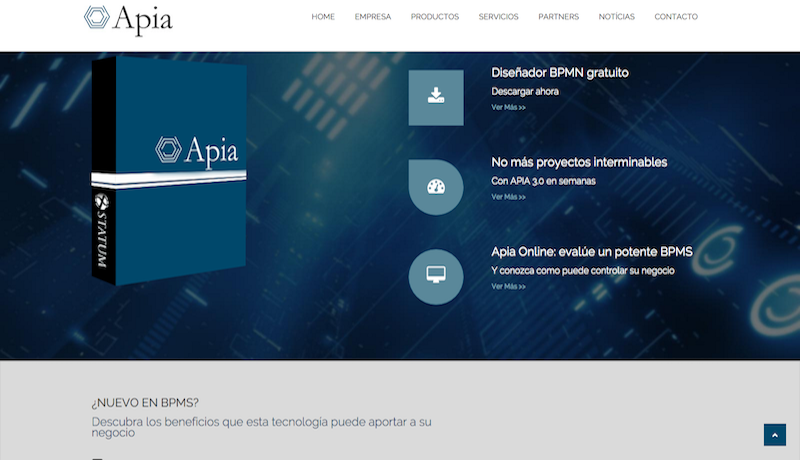 Apia
HOME EMPRESA PRODUCTOS SERVICIOS PARTNERS NOTÍCIAS CONTACTO
Apia
STATUM
Diseñador BPMN gratuito
Descargar ahora
Ver Más >>
No más proyectos interminables
Con APIA 3.0 en semanas
Ver Más >>
Apia Online: evalúe un potente BPMS
Y conozca como puede controlar su negocio
Ver Más >>
¿NUEVO EN BPMS?
Descubra los beneficios que esta tecnología puede aportar a su
negocio